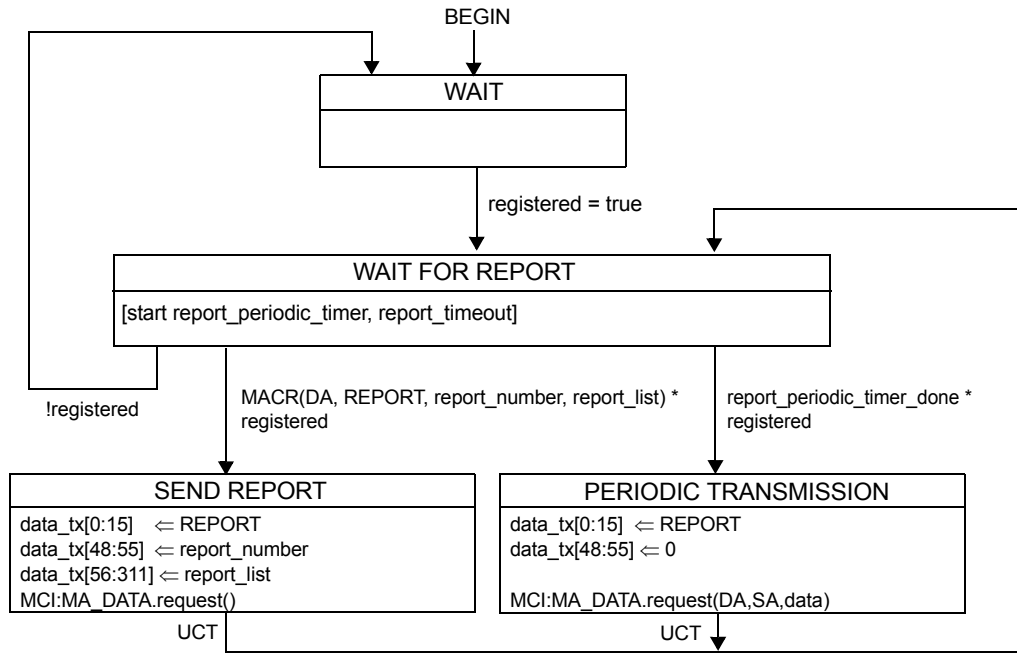 BEGIN
WAIT
registered = true
WAIT FOR REPORT
[start report_periodic_timer, report_timeout]
!registered
MACR(DA, REPORT, report_number, report_list) *
registered
report_periodic_timer_done *
registered
SEND REPORT
data_tx[0:15] ⇐ REPORT
data_tx[48:55] ⇐ report_number
data_tx[56:311] ⇐ report_list
MCI:MA_DATA.request()
UCT
PERIODIC TRANSMISSION
data_tx[0:15] ⇐ REPORT
data_tx[48:55] ⇐ 0
MCI:MA_DATA.request(DA,SA,data)
UCT